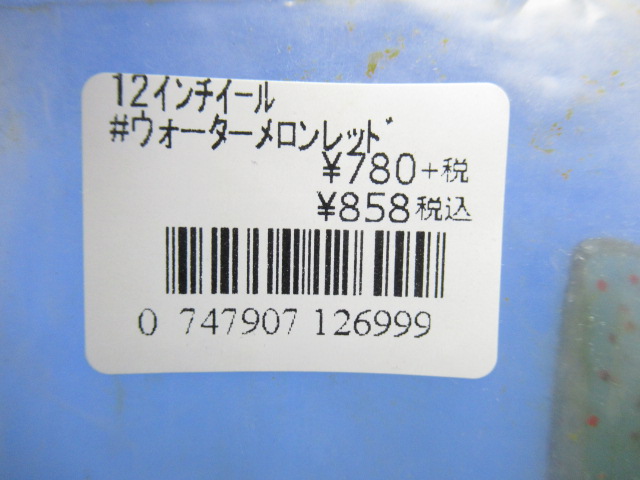 12インチイール
#ウォーターメロンレッド
¥780+税
¥858税込
0 747907 126999